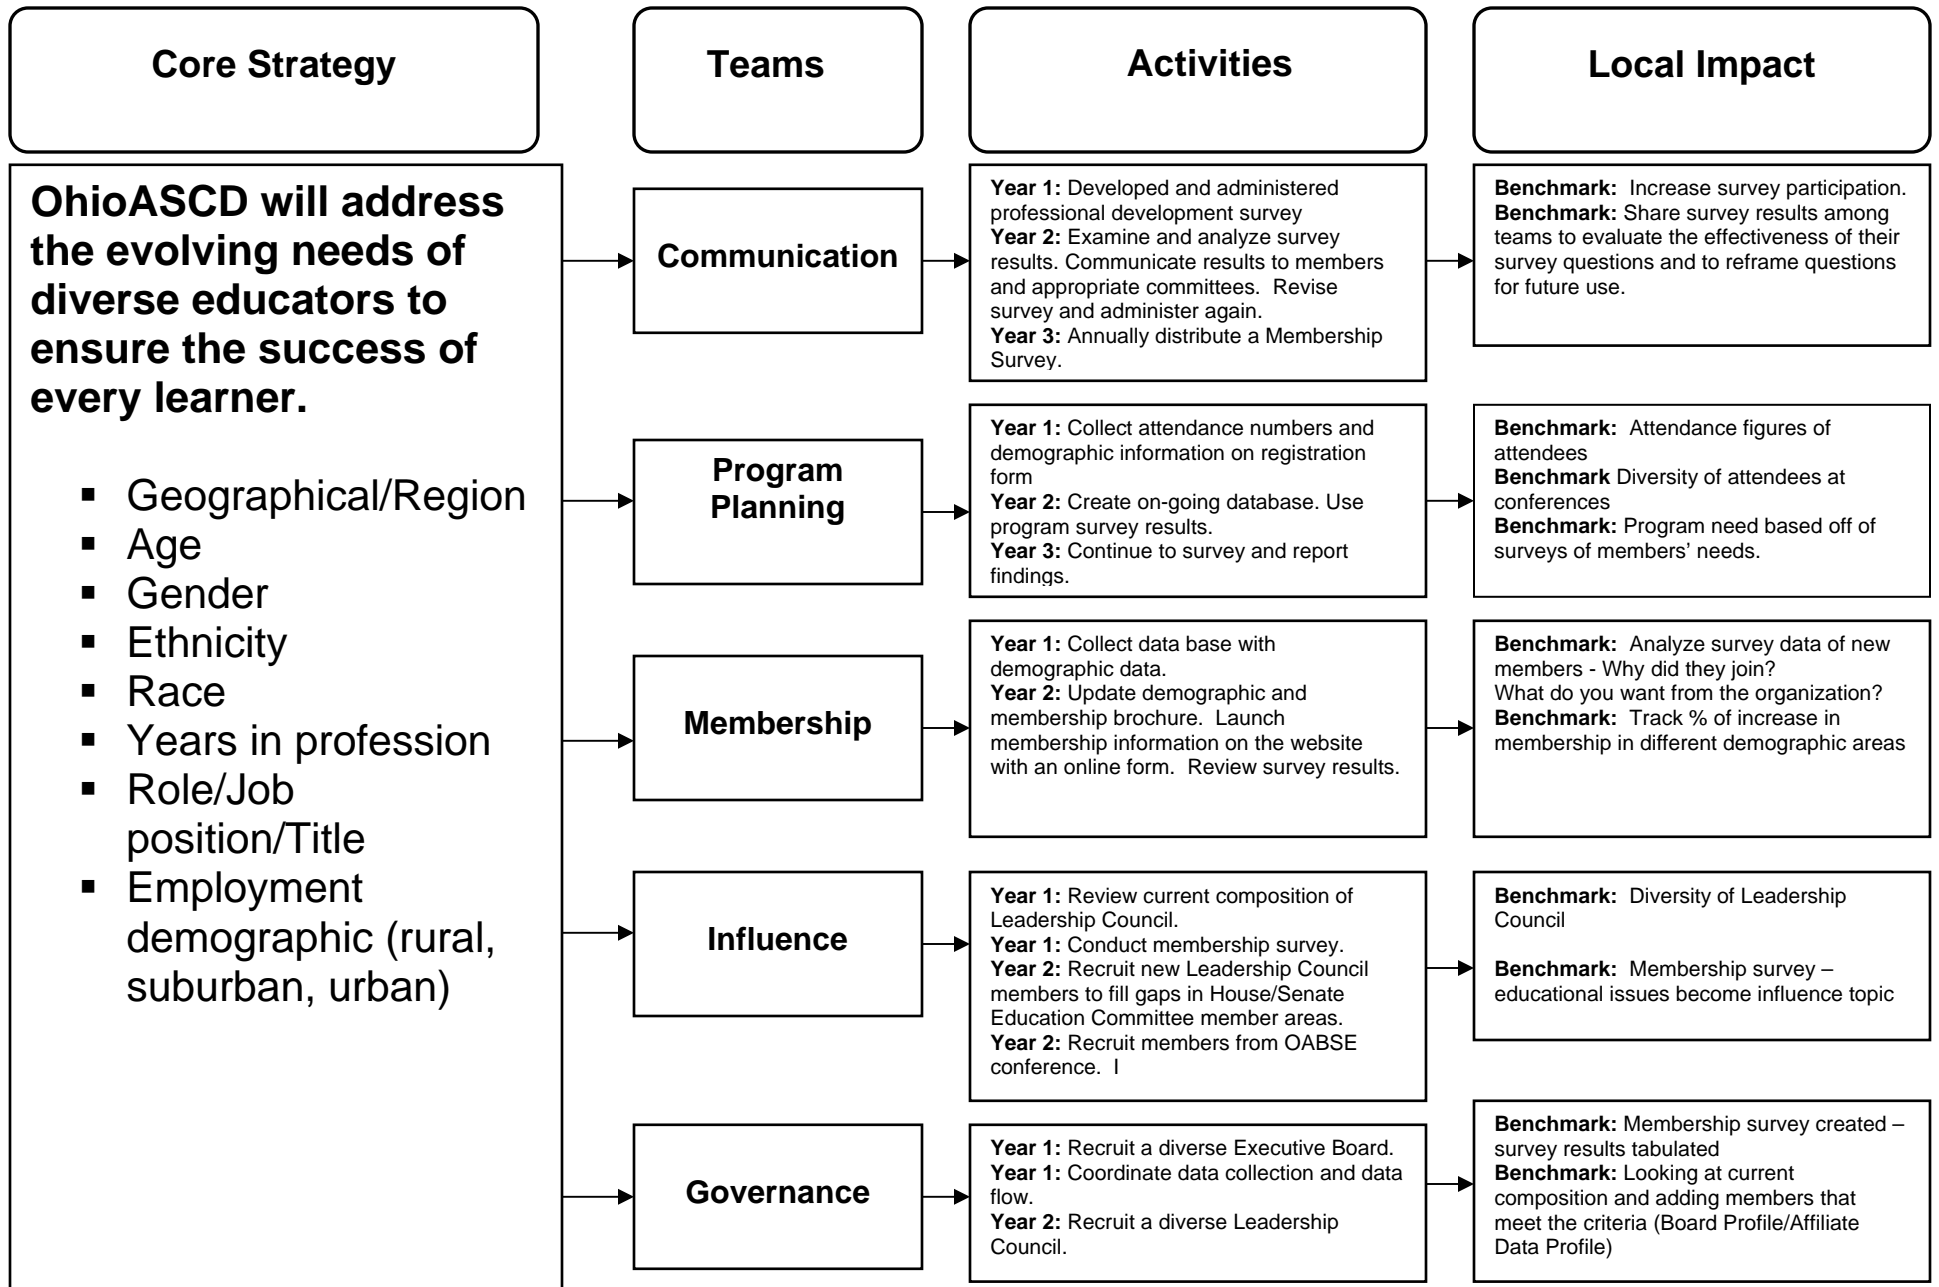 Core Strategy
Teams
Activities
Local Impact
OhioASCD will address
the evolving needs of
diverse educators to
ensure the success of
every learner.
▪ Geographical/Region
▪ Age
▪ Gender
▪ Ethnicity
▪ Race
▪ Years in profession
▪ Role/Job
position/Title
▪ Employment
demographic (rural,
suburban, urban)
Communication
Year 1: Developed and administered
professional development survey
Year 2: Examine and analyze survey
results. Communicate results to members
and appropriate committees. Revise
survey and administer again.
Year 3: Annually distribute a Membership
Survey.
Benchmark: Increase survey participation.
Benchmark: Share survey results among
teams to evaluate the effectiveness of their
survey questions and to reframe questions
for future use.
Program
Planning
Year 1: Collect attendance numbers and
demographic information on registration
form
Year 2: Create on-going database. Use
program survey results.
Year 3: Continue to survey and report
findings.
Benchmark: Attendance figures of
attendees
Benchmark Diversity of attendees at
conferences
Benchmark: Program need based off of
surveys of members' needs.
Membership
Year 1: Collect data base with
demographic data.
Year 2: Update demographic and
membership brochure. Launch
membership information on the website
with an online form. Review survey results.
Benchmark: Analyze survey data of new
members - Why did they join?
What do you want from the organization?
Benchmark: Track % of increase in
membership in different demographic areas
Influence
Year 1: Review current composition of
Leadership Council.
Year 1: Conduct membership survey.
Year 2: Recruit new Leadership Council
members to fill gaps in House/Senate
Education Committee member areas.
Year 2: Recruit members from OABSE
conference. I
Benchmark: Diversity of Leadership
Council
Benchmark: Membership survey –
educational issues become influence topic
Governance
Year 1: Recruit a diverse Executive Board.
Year 1: Coordinate data collection and data
flow.
Year 2: Recruit a diverse Leadership
Council.
Benchmark: Membership survey created –
survey results tabulated
Benchmark: Looking at current
composition and adding members that
meet the criteria (Board Profile/Affiliate
Data Profile)